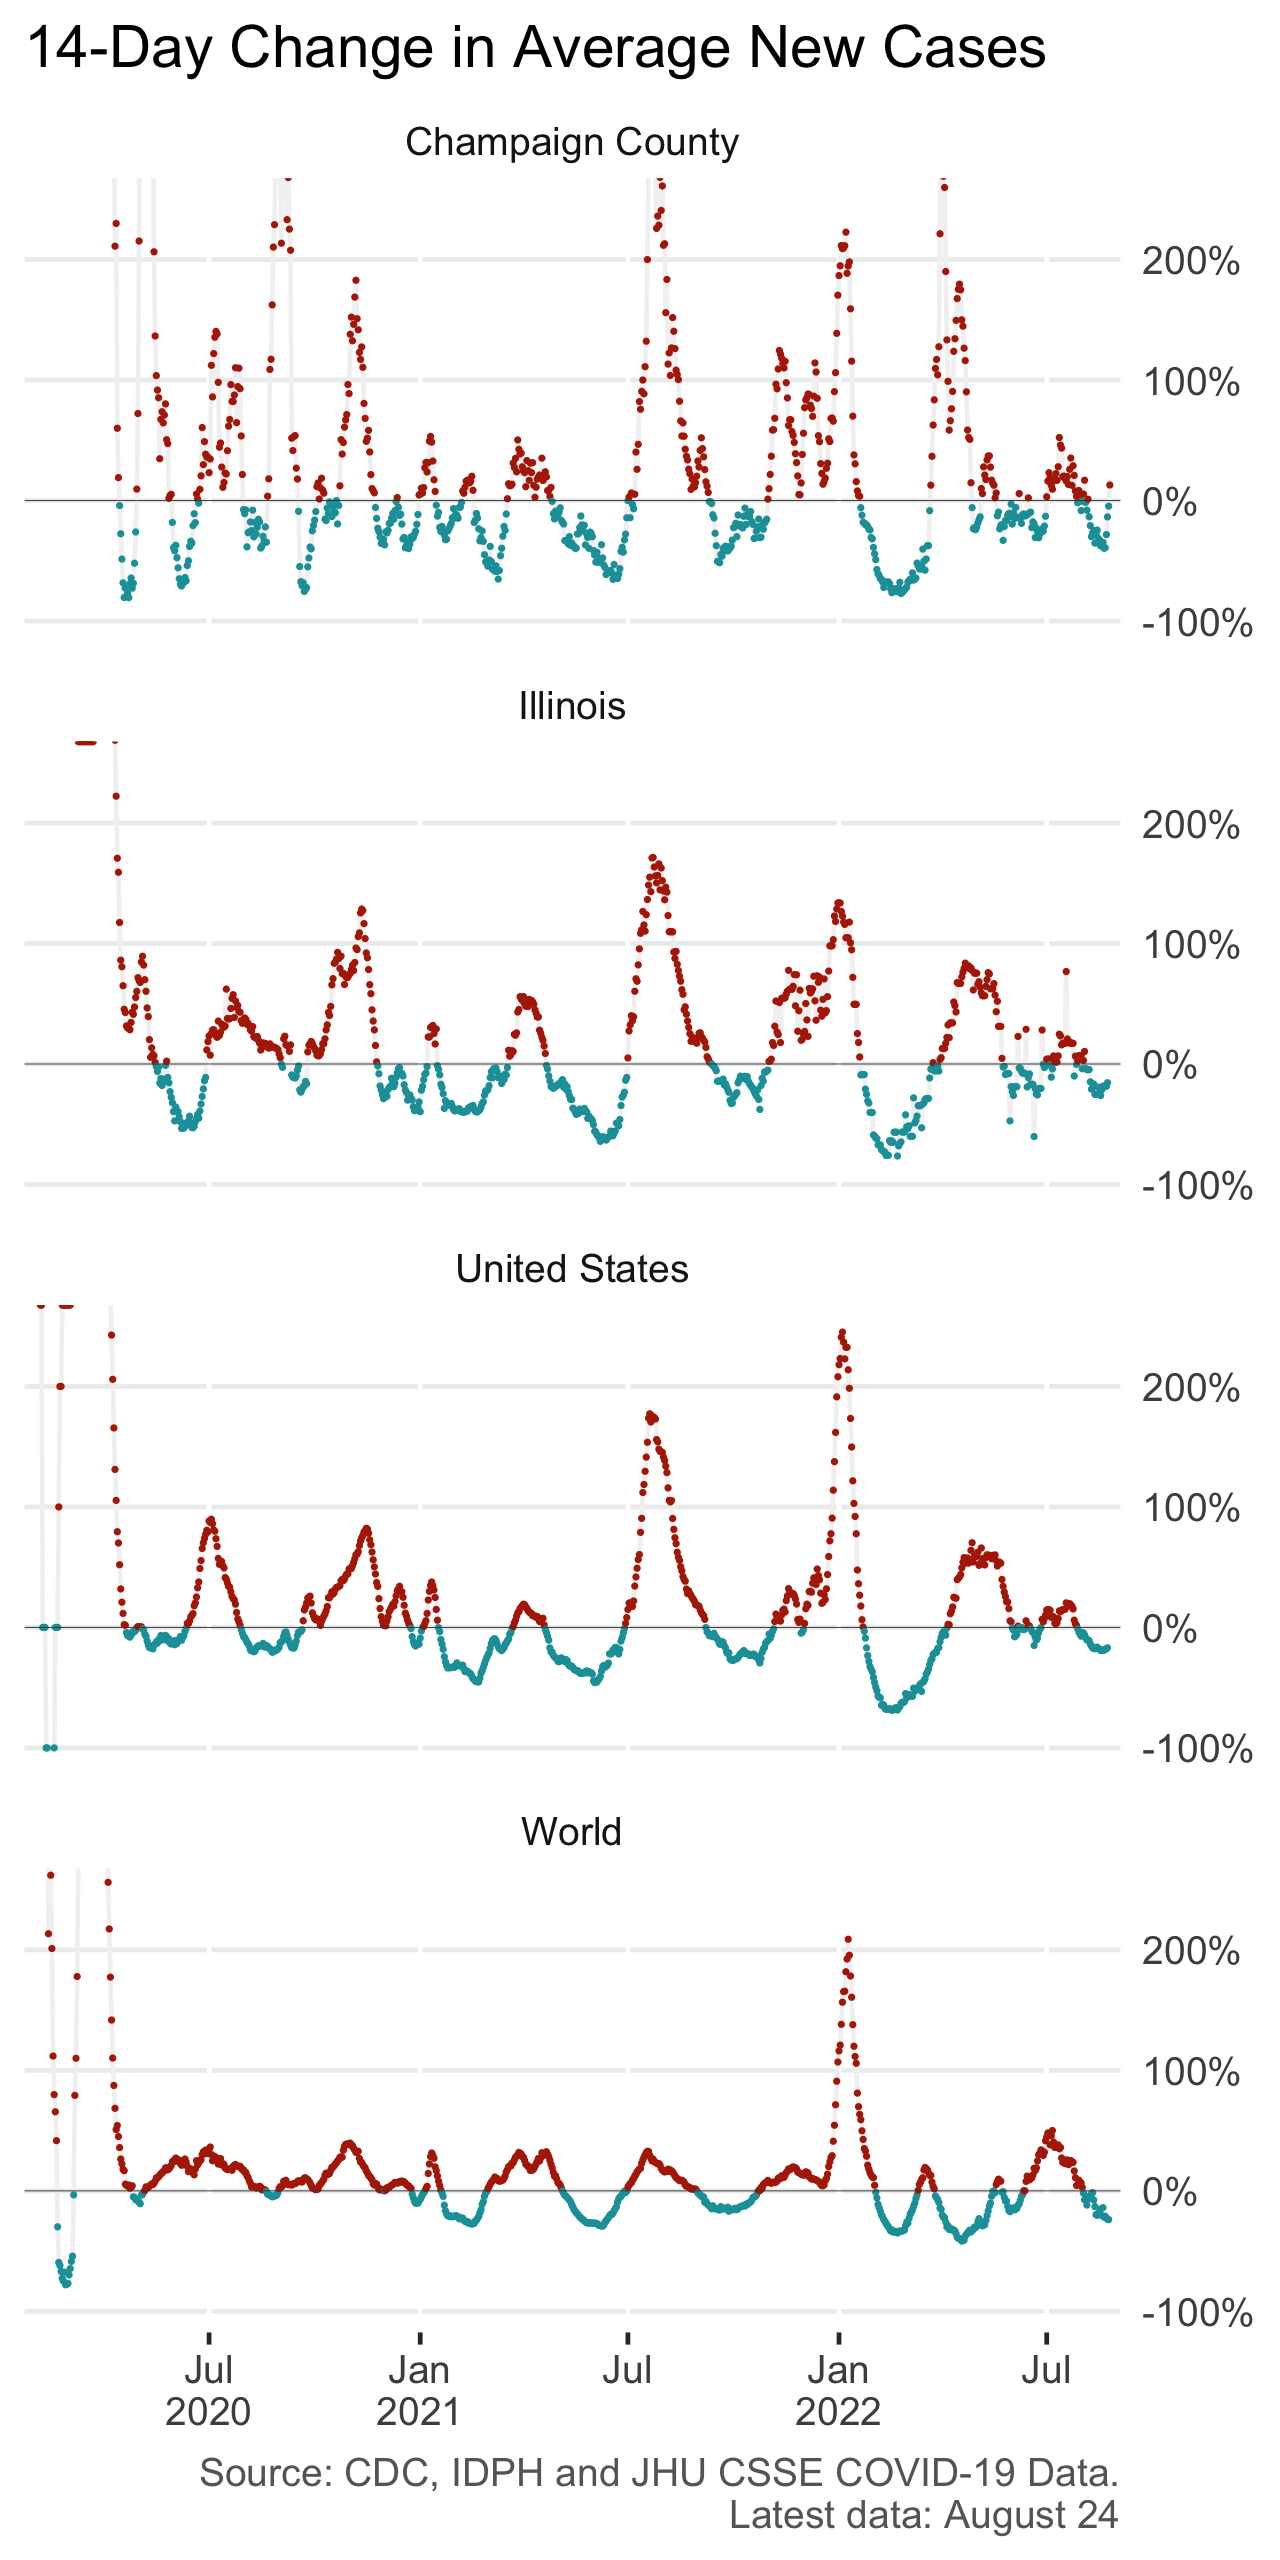 14-Day Change in Average New Cases
Champaign County
200%
100%
0%
-100%
Illinois
200%
100%
0%
-100%
United States
200%
100%
0%
-100%
World
200%
100%
0%
-100%
Jul Jan Jul Jan Jul
2020 2021 2022
Source: CDC, IDPH and JHU CSSE COVID-19 Data.
Latest data: August 24